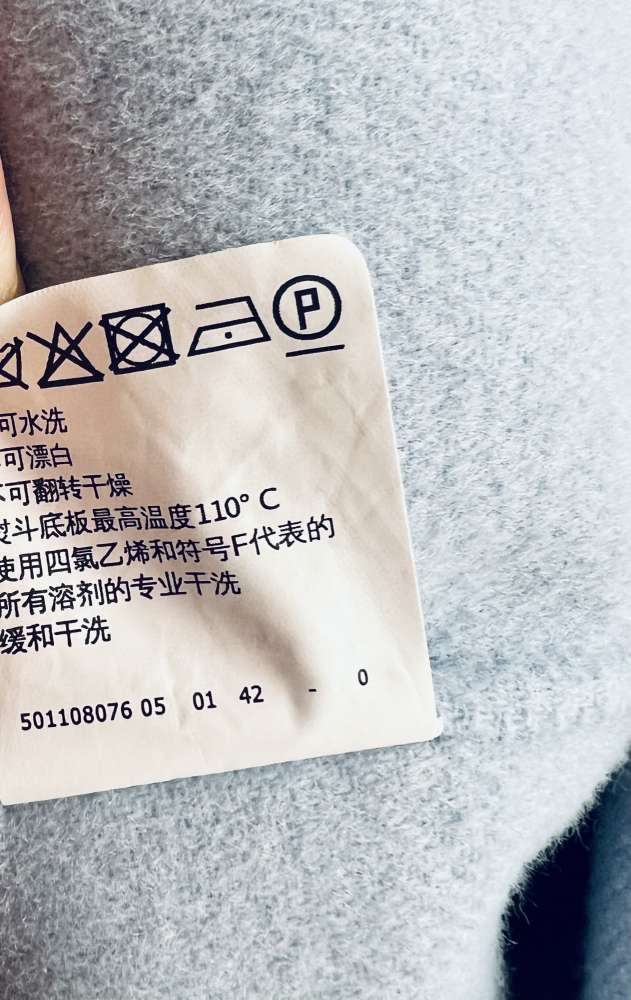 P
可水洗
可漂白
不可翻转干燥
熨斗底板最高温度110° C
使用四氯乙烯和符号F代表的
所有溶剂的专业干洗
缓和干洗
501108076 05 01 42 - 0